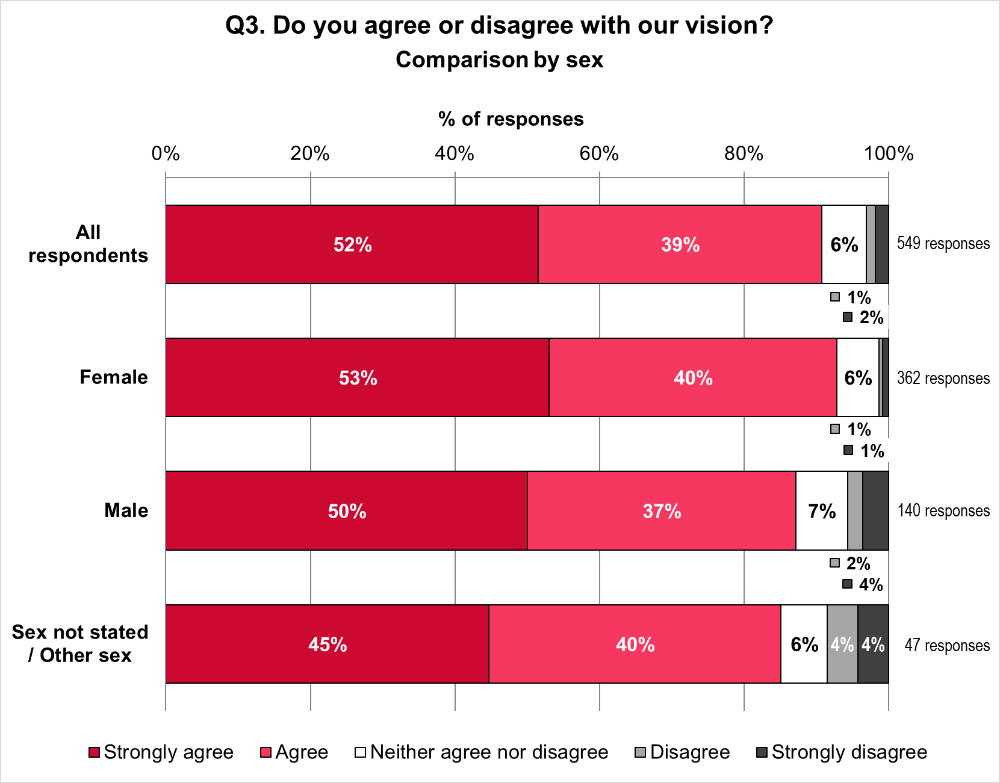 Q3. Do you agree or disagree with our vision?
Comparison by sex
% of responses
0% 20% 40% 60% 80% 100%
All
respondents
52% 39% 6% 549 responses
1%
2%
Female 53% 40% 6% 362 responses
1%
1%
Male 50% 37% 7% 140 responses
2%
4%
Sex not stated
/ Other sex
45% 40% 6% 4% 4% 47 responses
Strongly agree Agree Neither agree nor disagree Disagree Strongly disagree